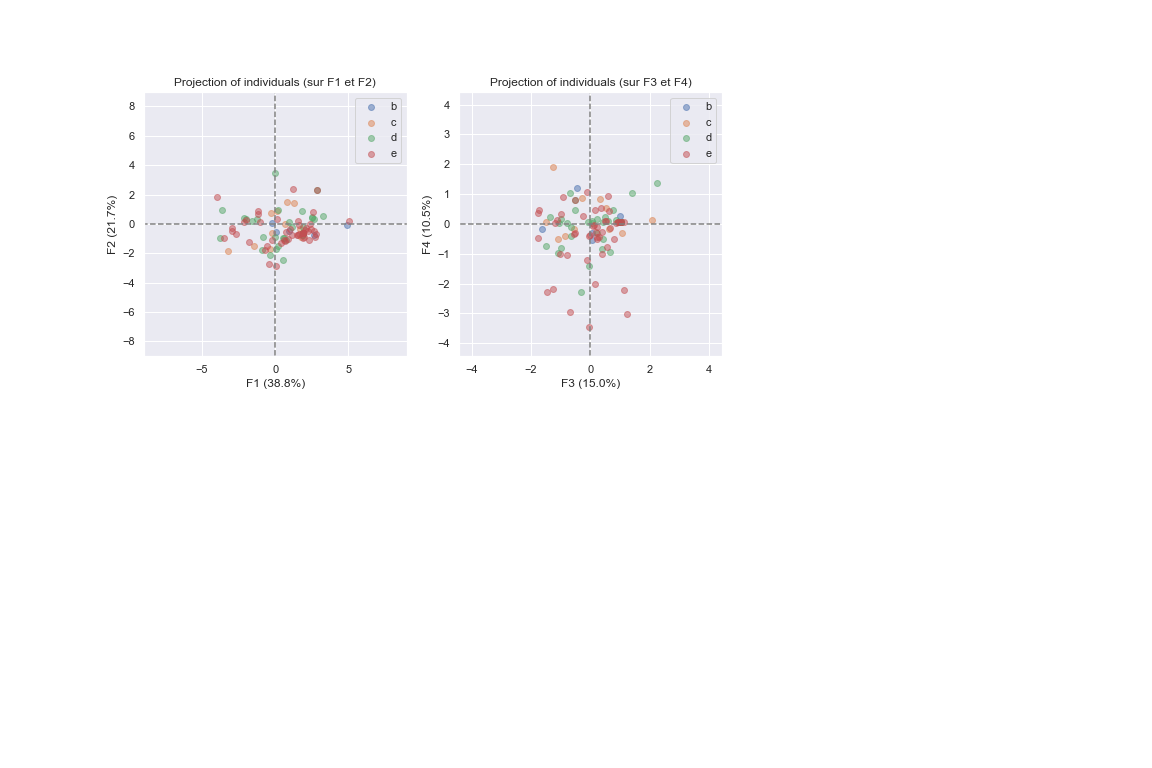 Projection of individuals (sur F1 et F2)
8
6
4
2
0
−2
−4
−6
−8
F2 (21.7%)
−5
0
5
F1 (38.8%)
b
c
d
e
Projection of individuals (sur F3 et F4)
4
3
2
1
0
−1
−2
−3
−4
F4 (10.5%)
−4
−2
0
2
4
F3 (15.0%)
b
c
d
e